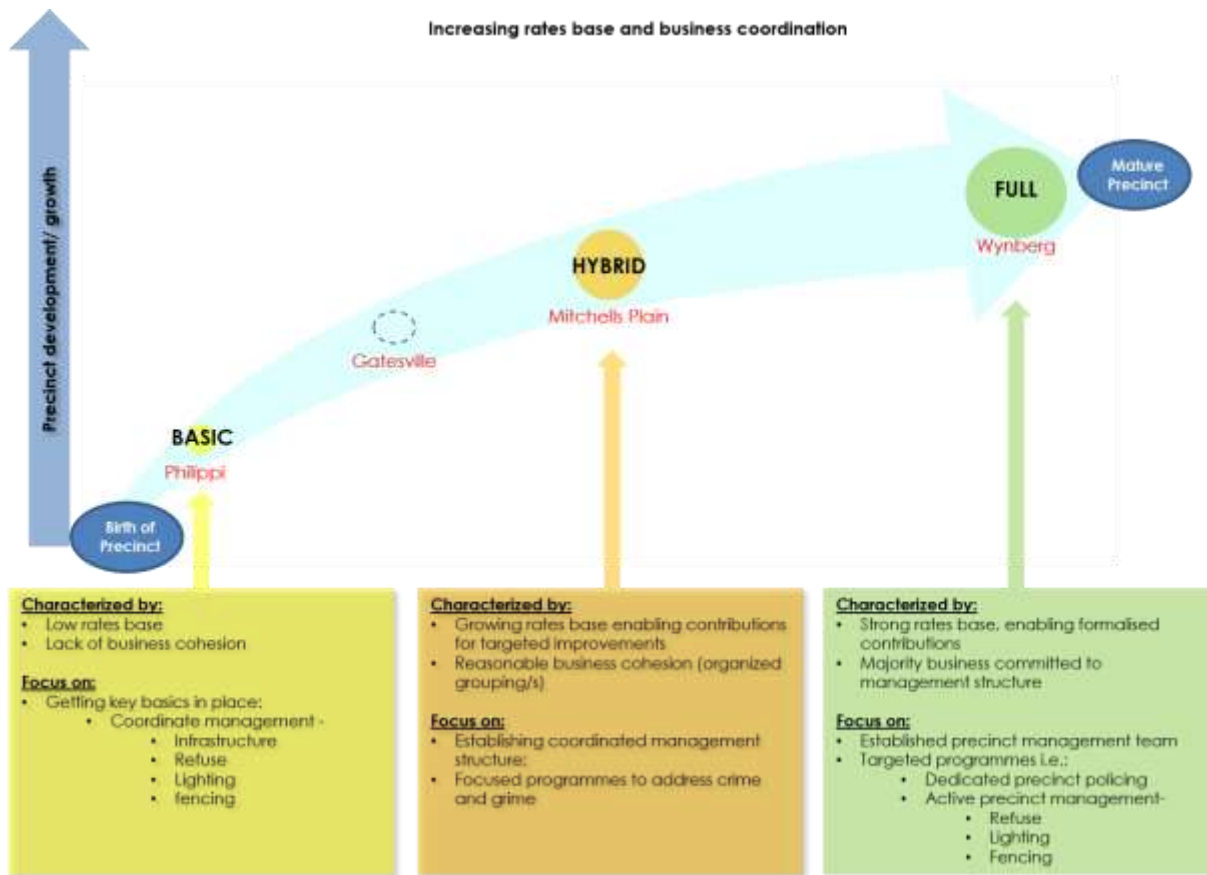 Increasing rates base and business coordination
Precinct development/ growth
Mature
Precinct
FULL
Wynberg
HYBRID
Mitchells Plain
Gatesville
BASIC
Philippi
Birth of
Precinct
Characterized by:
• Low rates base
• Lack of business cohesion
Focus on:
• Getting key basics in place:
• Coordinate management -
• Infrastructure
• Refuse
• Lighting
• fencing
Characterized by:
• Growing rates base enabling contributions
for targeted improvements
• Reasonable business cohesion (organized
grouping/s)
Focus on:
• Establishing coordinated management
structure:
• Focused programmes to address crime
and grime
Characterized by:
• Strong rates base, enabling formalised
contributions
• Majority business committed to
management structure
Focus on:
• Established precinct management team
• Targeted programmes i.e.:
• Dedicated precinct policing
• Active precinct management-
• Refuse
• Lighting
• Fencing